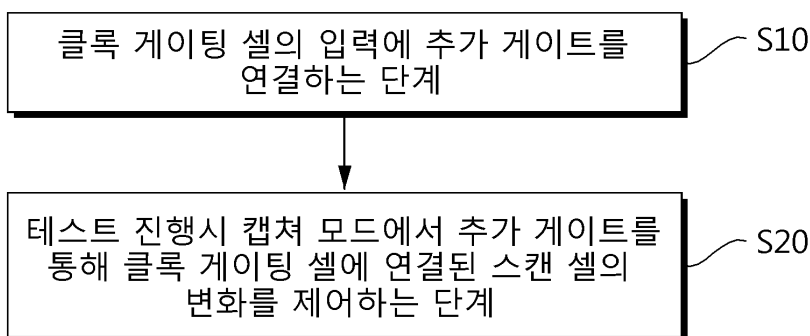 클록 게이팅 셀의 입력에 추가 게이트를
연결하는 단계
S10
테스트 진행시 캡쳐 모드에서 추가 게이트를
통해 클록 게이팅 셀에 연결된 스캔 셀의
변화를 제어하는 단계
S20